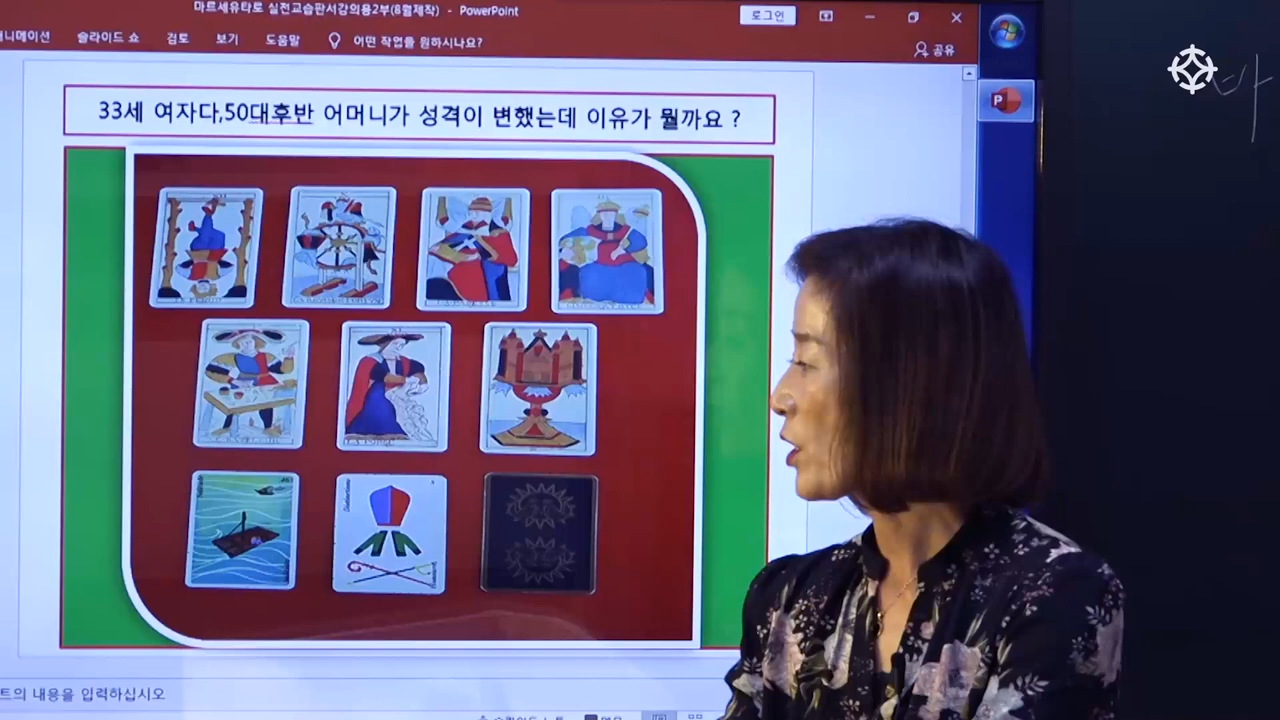 마르세유타로 실전교습판서강의용2부(8월제작) - PowerPoint
로그인
니메이션 슬라이드 쇼 검토 보기 도움말 어떤 작업을 원하시나요?
공유
33세 여자다,50대후반 어머니가 성격이 변했는데 이유가 뭘까요 ?
바
트의 내용을 입력하십시오